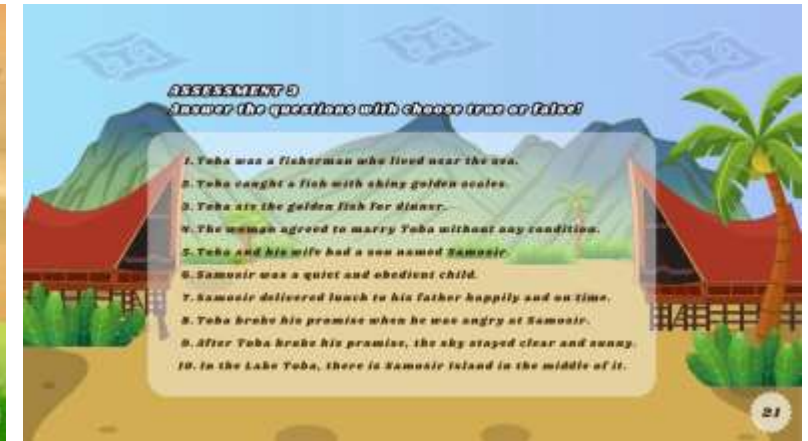 ASSESSMENT 3
Answer the questions with choose true or false!
1. Toba was a fisherman who lived near the sea.
2. Toba caught a fish with shiny golden scales.
3. Toba ate the golden fish for dinner.
4. The woman agreed to marry Toba without any condition.
5. Toba and his wife had a son named Samosir.
6. Samosir was a quiet and obedient child.
7. Samosir delivered lunch to his father happily and on time.
8. Toba broke his promise when he was angry at Samosir.
9. After Toba broke his promise, the sky stayed clear and sunny.
10. In the Lake Toba, there is Samosir Island in the middle of it.
21